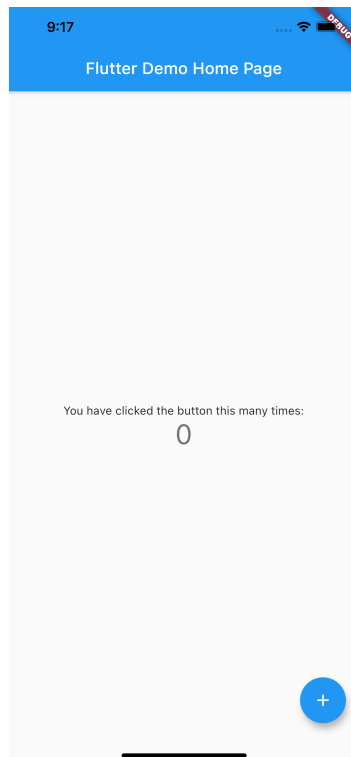 9:17
DEBUG
Flutter Demo Home Page
You have clicked the button this many times:
0
+